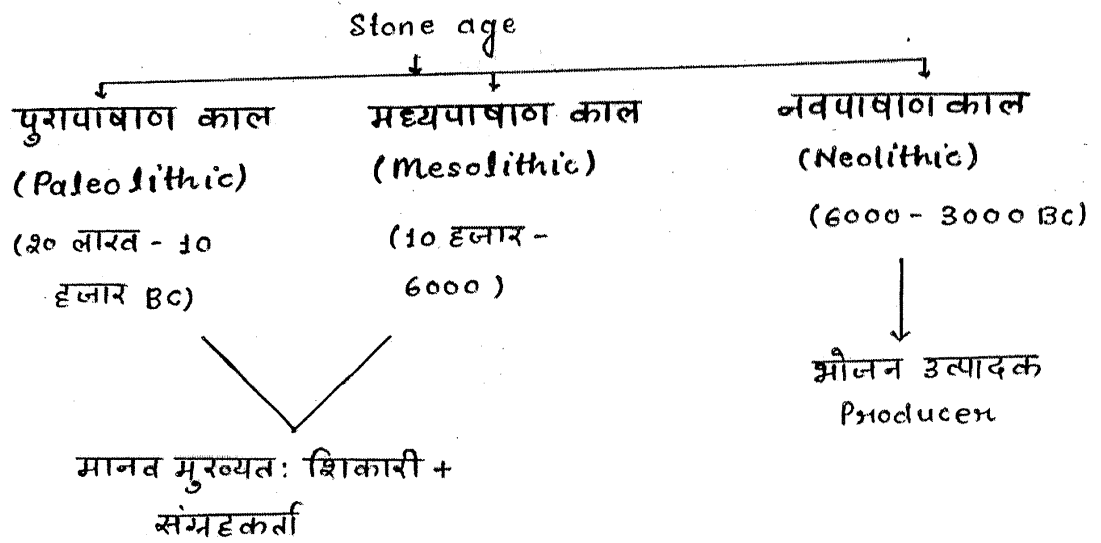 Stone age
पुरापाषाण काल
(Paleolithic)
(20 लाख - 10
हजार BC)
मध्यपाषाण काल
(Mesolithic)
(10 हजार -
6000 )
नवपाषाण काल
(Neolithic)
(6000 - 3000 BC)
भोजन उत्पादक
Producer
मानव मुख्यत: शिकारी +
संग्रहकर्ता